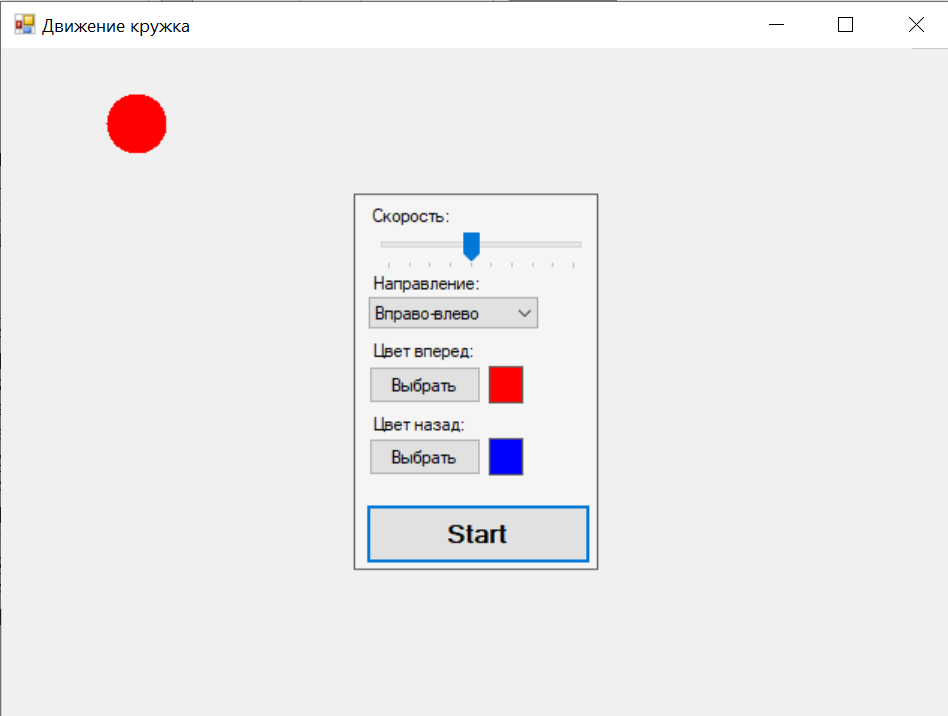 Движение кружка
Скорость:
Направление:
Вправо-влево
Цвет вперед:
Выбрать
Цвет назад:
Выбрать
Start